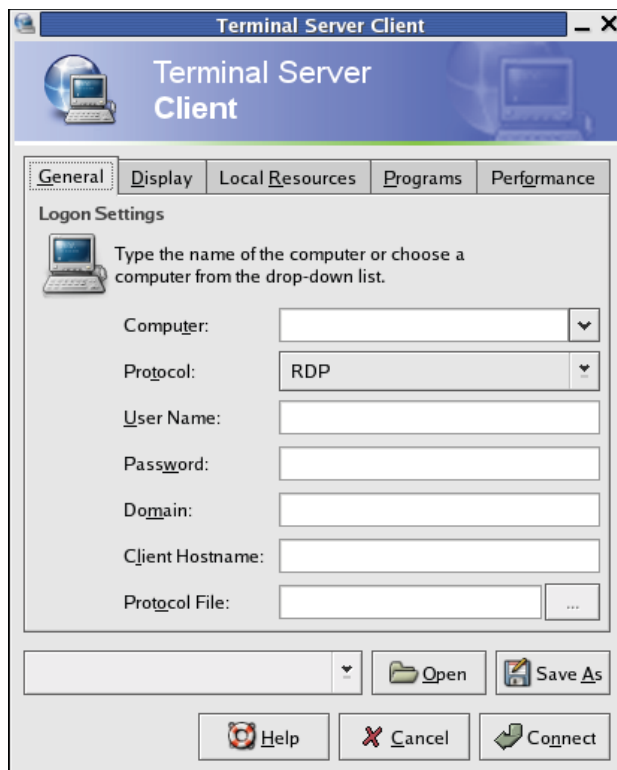 Terminal Server Client
Terminal Server
Client
General Display Local Resources Programs Performance
Logon Settings
Type the name of the computer or choose a
computer from the drop-down list.
Computer:
Protocol: RDP
User Name:
Password:
Domain:
Client Hostname:
Protocol File: ...
Open Save As
Help Cancel Connect